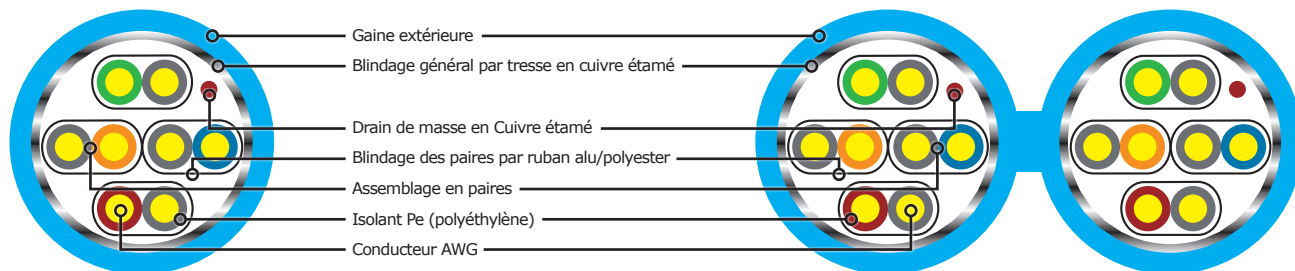 Gaine extérieure
Blindage général par tresse en cuivre étamé
Drain de masse en Cuivre étamé
Blindage des paires par ruban alu/polyester
Assemblage en paires
Isolant Pe (polyéthylène)
Conducteur AWG